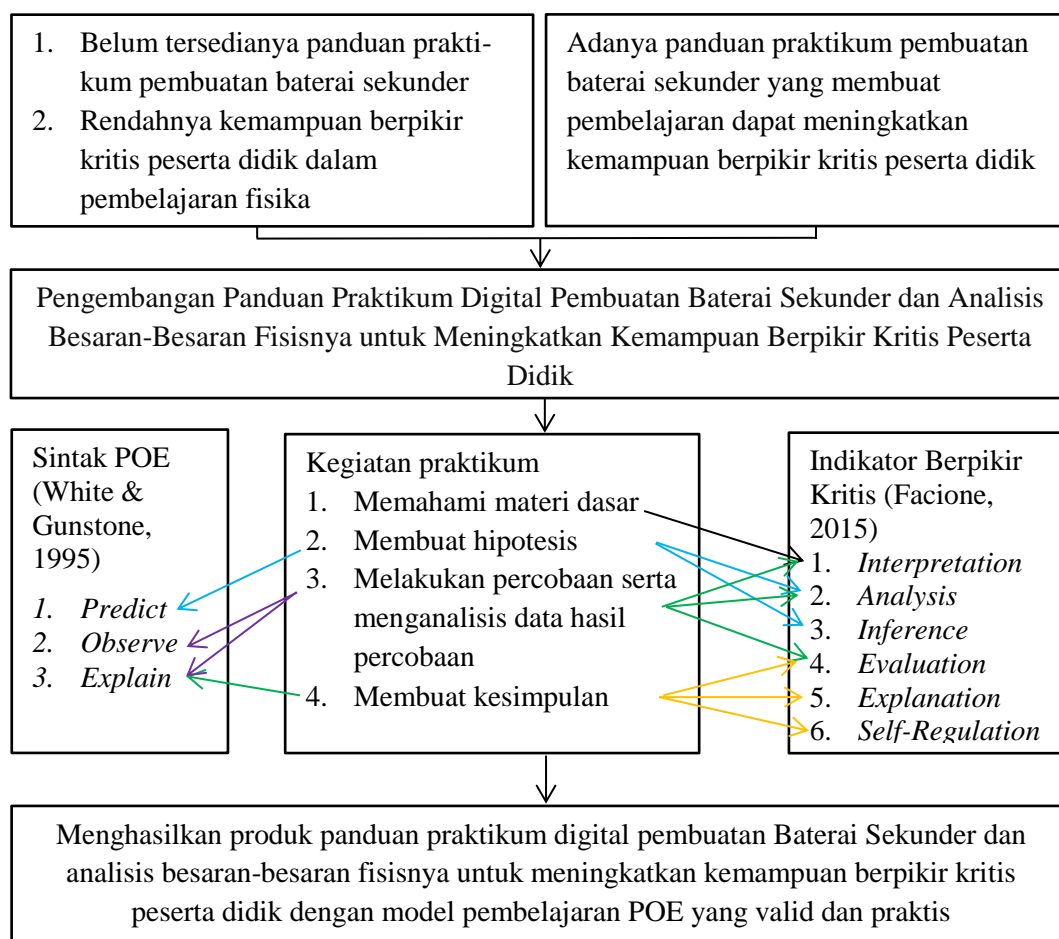 1. Belum tersedianya panduan prakti-
kum pembuatan baterai sekunder
2. Rendahnya kemampuan berpikir
kritis peserta didik dalam
pembelajaran fisika
Adanya panduan praktikum pembuatan
baterai sekunder yang membuat
pembelajaran dapat meningkatkan
kemampuan berpikir kritis peserta didik
Pengembangan Panduan Praktikum Digital Pembuatan Baterai Sekunder dan Analisis
Besaran-Besaran Fisisnya untuk Meningkatkan Kemampuan Berpikir Kritis Peserta
Didik
Sintak POE
(White &
Gunstone,
1995)
1. Predict
2. Observe
3. Explain
Kegiatan praktikum
1. Memahami materi dasar
2. Membuat hipotesis
3. Melakukan percobaan serta
menganalisis data hasil
percobaan
4. Membuat kesimpulan
Indikator Berpikir
Kritis (Facione,
2015)
1. Interpretation
2. Analysis
3. Inference
4. Evaluation
5. Explanation
6. Self-Regulation
Menghasilkan produk panduan praktikum digital pembuatan Baterai Sekunder dan
analisis besaran-besaran fisisnya untuk meningkatkan kemampuan berpikir kritis
peserta didik dengan model pembelajaran POE yang valid dan praktis